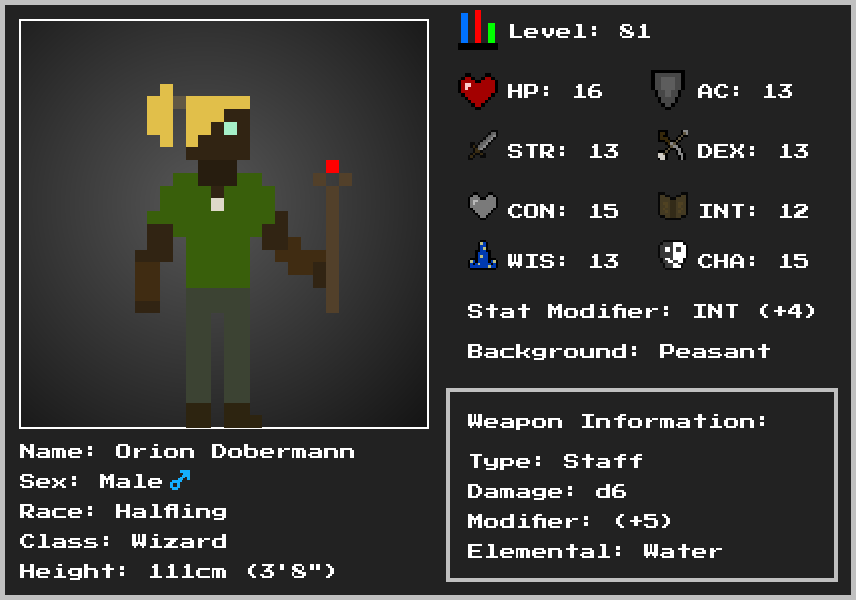 Level: 81
HP: 16
AC: 13
STR: 13
DEX: 13
CON: 15
INT: 12
WIS: 13
CHA: 15
Stat Modifier: INT (+4)
Background: Peasant
Weapon Information:
Type: Staff
Damage: d6
Modifier: (+5)
Elemental: Water
Name: Orion Dobermann
Sex: Male♂
Race: Halfling
Class: Wizard
Height: 111cm (3'8")